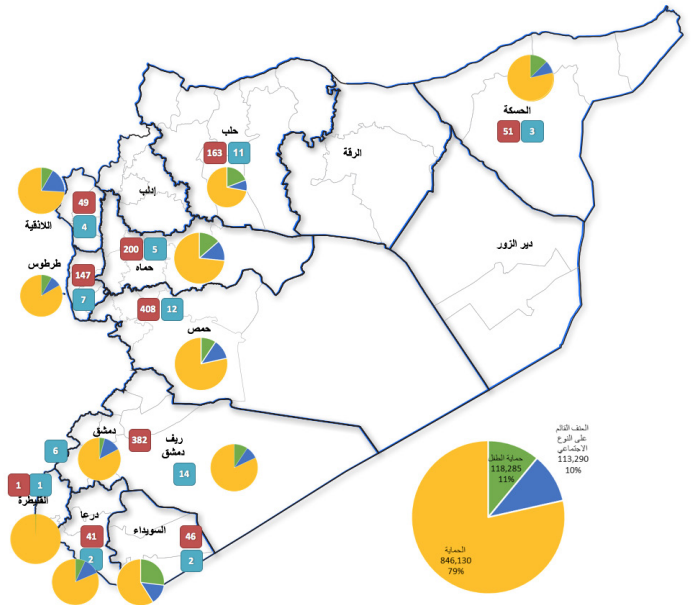 الحسكة
51 3
حلب
163 11
الرقة
إدلب
49
4
اللاذقية
دير الزور
200 5
حماه
طرطوس
147
7
408 12
حمص
دمشق
6
382
ريف
دمشق
14
1 1
القنيطرة
درعا
41
2
السويداء
46
2
العنف القائم
على النوع
الاجتماعي
113,290
10%
حماية الطفل
118,285
11%
الحماية
846,130
79%